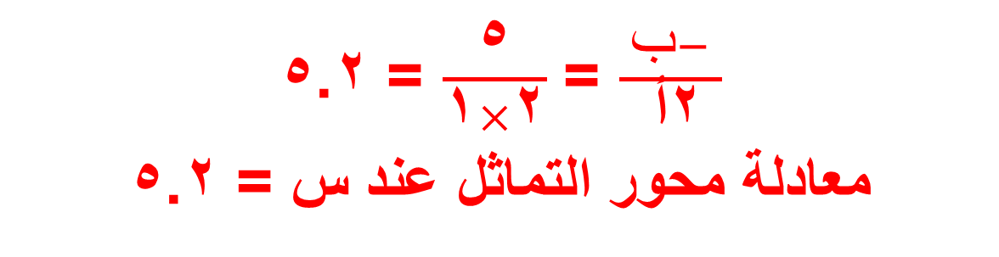 -ب/٢أ = ٥/٢×١ = ٥.٢
معادلة محور التماثل عند س = ٥.٢